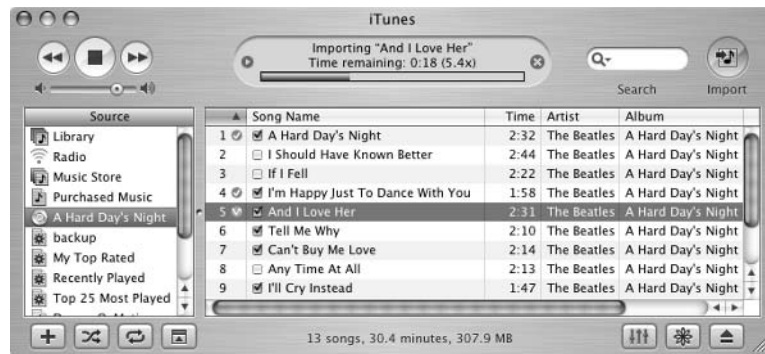 iTunes
Importing "And I Love Her"
Time remaining: 0:18 (5.4x)
Search
Import
Source
Library
Radio
Music Store
Purchased Music
A Hard Day's Night
backup
My Top Rated
Recently Played
Top 25 Most Played
Song Name Time Artist Album
1 A Hard Day's Night 2:32 The Beatles A Hard Day's Night
2 I Should Have Known Better 2:44 The Beatles A Hard Day's Night
3 If I Fell 2:22 The Beatles A Hard Day's Night
4 I'm Happy Just To Dance With You 1:58 The Beatles A Hard Day's Night
5 And I Love Her 2:31 The Beatles A Hard Day's Night
6 Tell Me Why 2:10 The Beatles A Hard Day's Night
7 Can't Buy Me Love 2:14 The Beatles A Hard Day's Night
8 Any Time At All 2:13 The Beatles A Hard Day's Night
9 I'll Cry Instead 1:47 The Beatles A Hard Day's Night
13 songs, 30.4 minutes, 307.9 MB